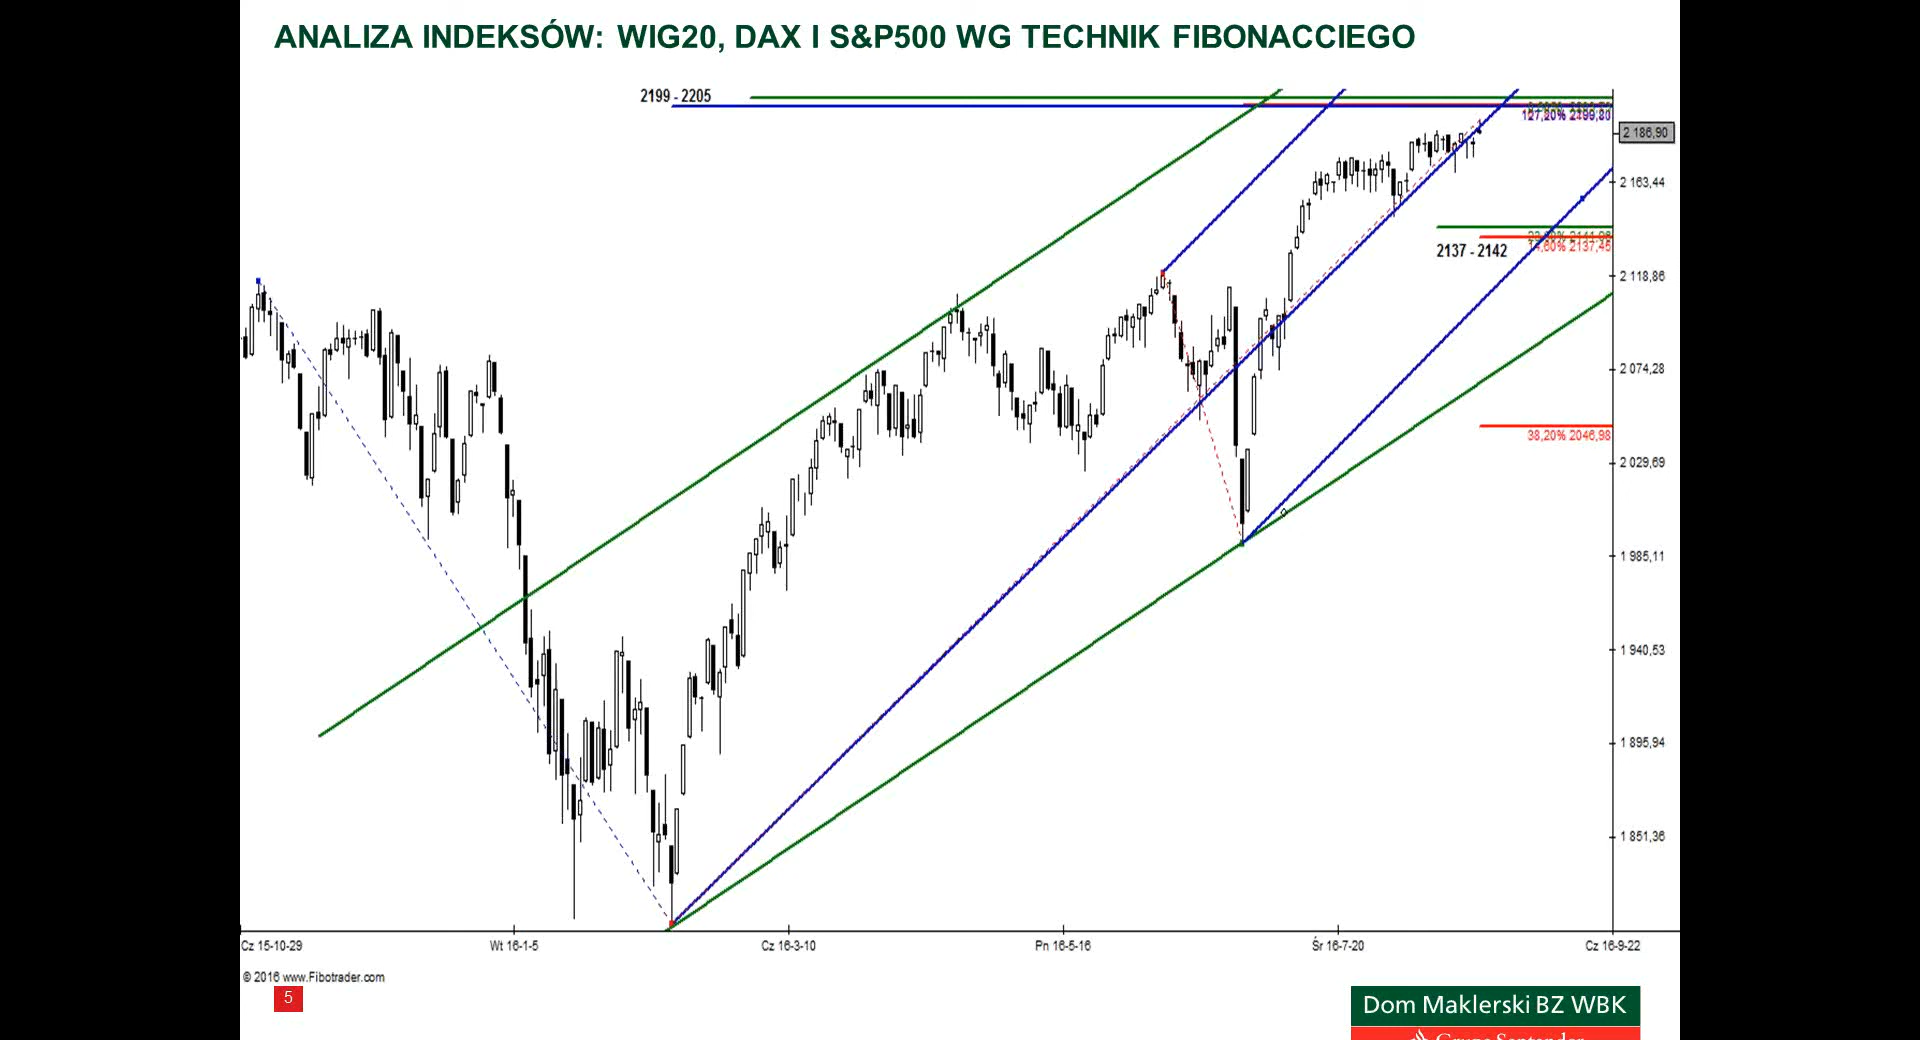 ANALIZA INDEKSÓW: WIG20, DAX I S&P500 WG TECHNIK FIBONACCIEGO
2199 - 2205
127,20% 2199,80
2 186,90
2 163,44
2137,45
2137 - 2142
2 118,86
2 074,28
38,20% 2046,98
2 029,69
1 985,11
1 940,53
1 895,94
1 851,36
Cz 15-10-29
Wt 16-1-5
Cz 16-3-10
Pn 16-5-16
Śr 16-7-20
Cz 16-9-22
© 2016 www.Fibotrader.com
5
Dom Maklerski BZ WBK
Grupa Santander